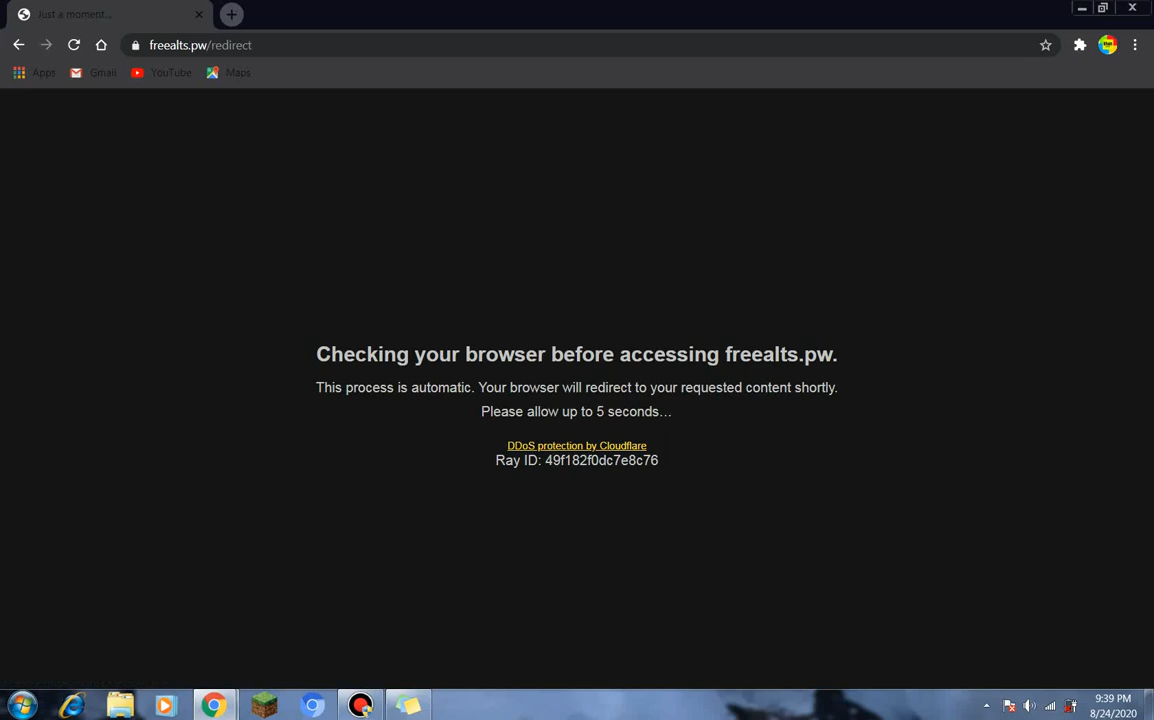 Just a moment...
freealts.pw/redirect
Apps Gmail YouTube Maps
Checking your browser before accessing freealts.pw.
This process is automatic. Your browser will redirect to your requested content shortly.
Please allow up to 5 seconds…
DDoS protection by Cloudflare
Ray ID: 49f182f0dc7e8c76
9:39 PM
8/24/2020